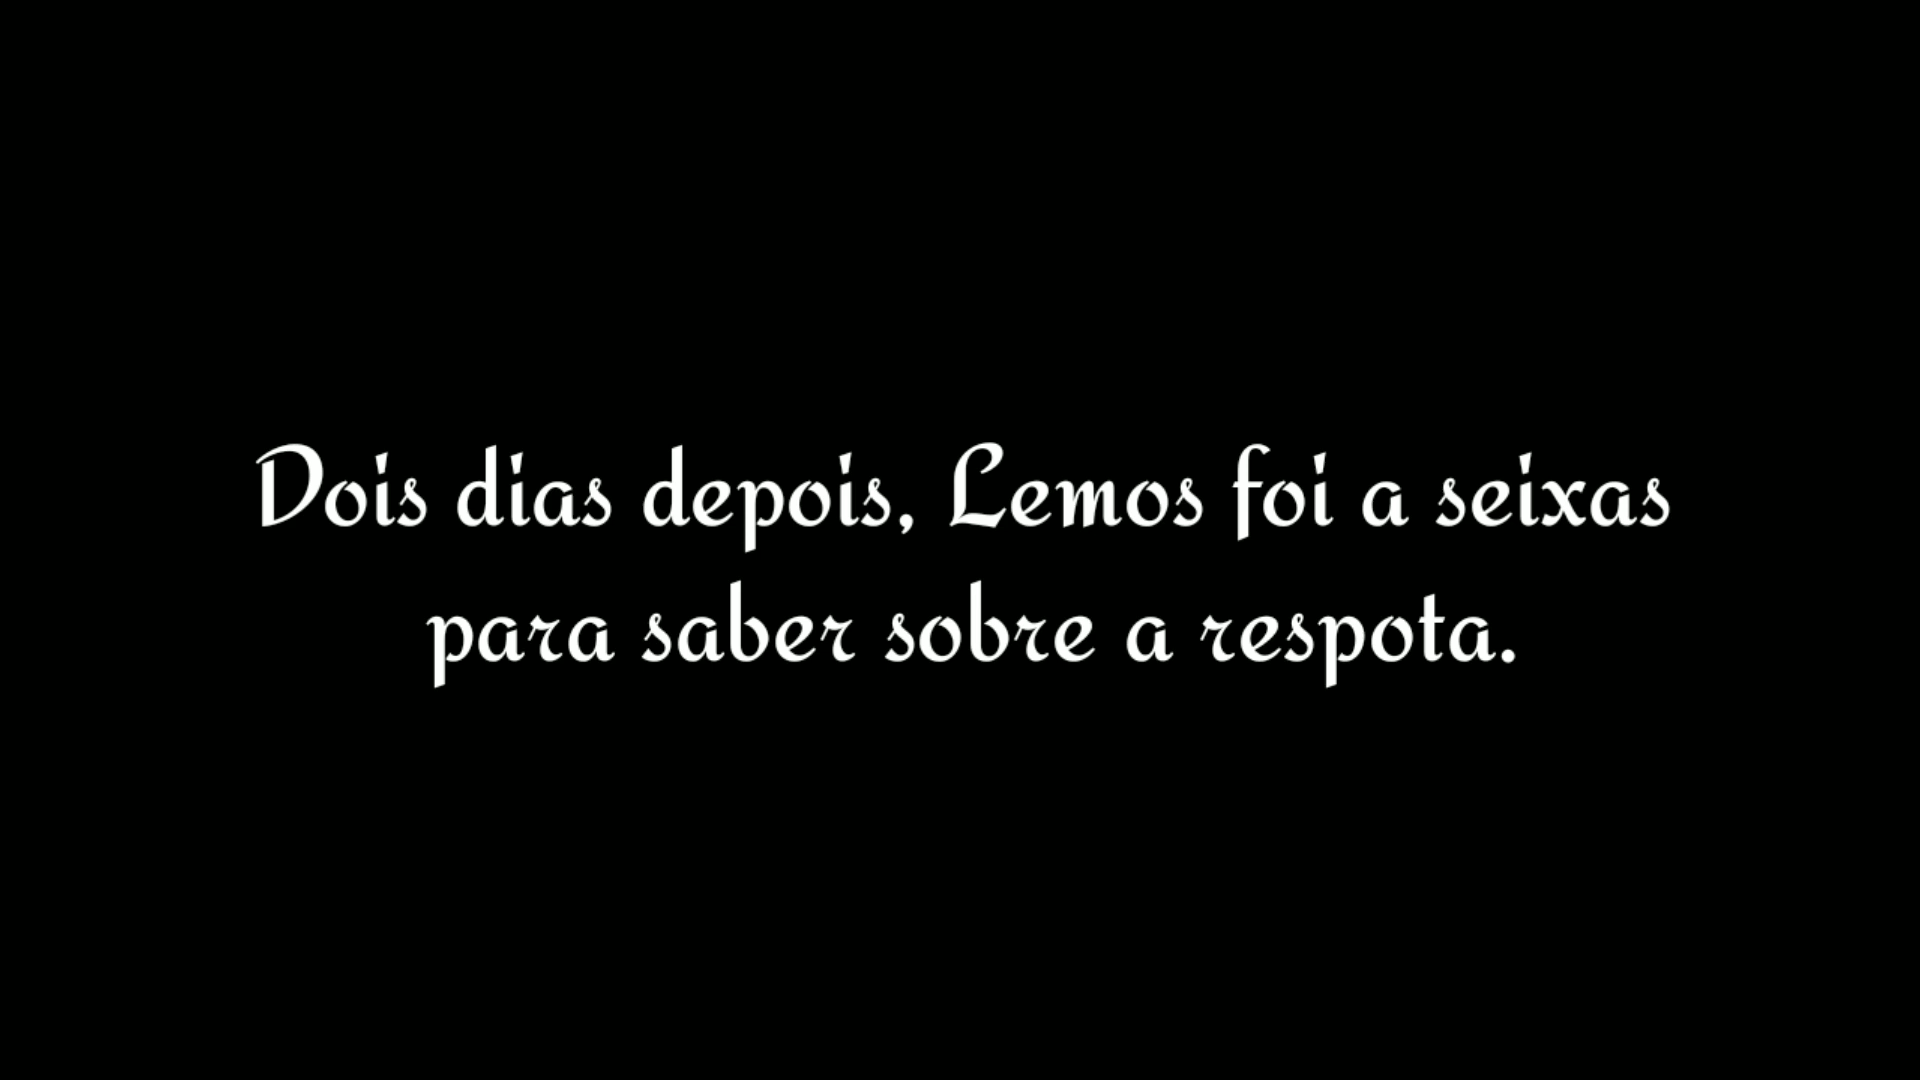 Dois dias depois, Lemos foi a seixas
para saber sobre a respota.